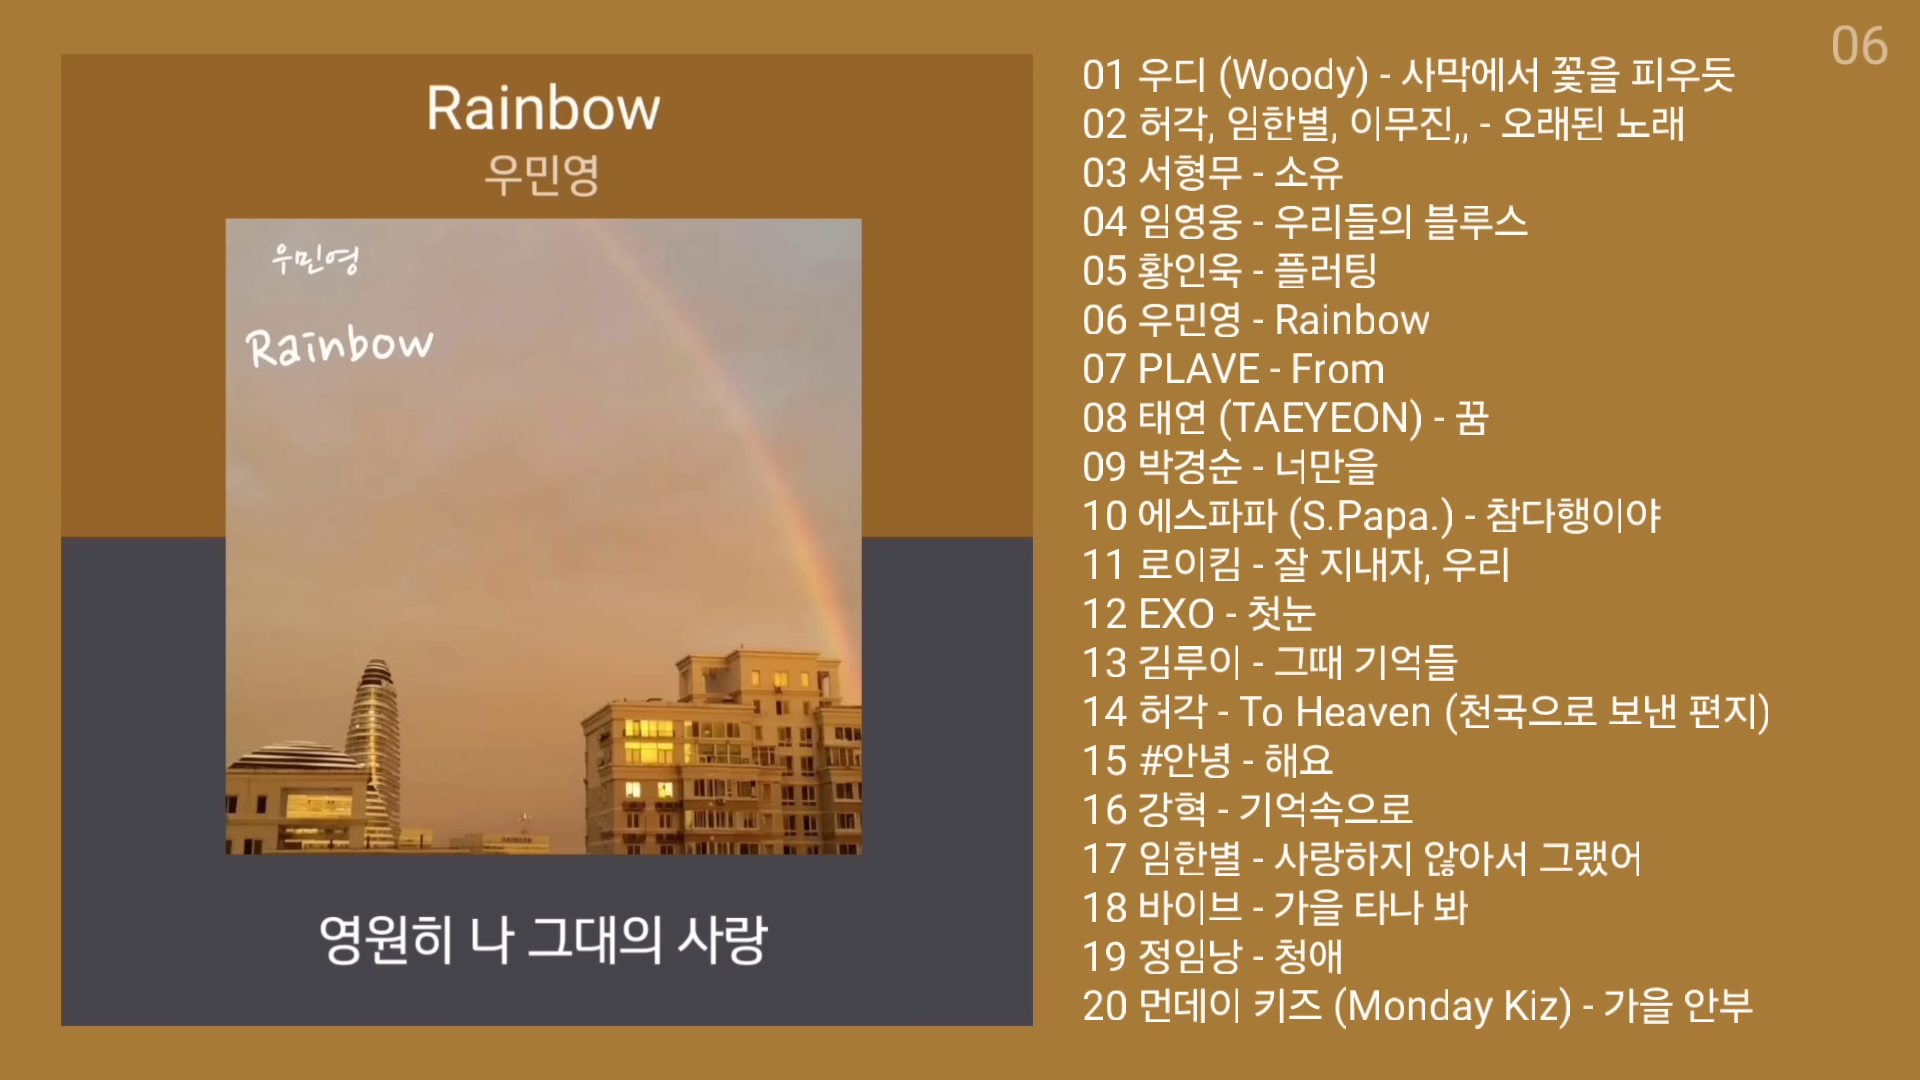 06
Rainbow
우민영
우민영
Rainbow
영원히 나 그대의 사랑
01 우디 (Woody) - 사막에서 꽃을 피우듯
02 허각, 임한별, 이무진,, - 오래된 노래
03 서형무 - 소유
04 임영웅 - 우리들의 블루스
05 황인욱 - 플러팅
06 우민영 - Rainbow
07 PLAVE - From
08 태연 (TAEYEON) - 꿈
09 박경순 - 너만을
10 에스파파 (S.Papa.) - 참다행이야
11 로이킴 - 잘 지내자, 우리
12 EXO - 첫눈
13 김루이 - 그때 기억들
14 허각 - To Heaven (천국으로 보낸 편지)
15 #안녕 - 해요
16 강혁 - 기억속으로
17 임한별 - 사랑하지 않아서 그랬어
18 바이브 - 가을 타나 봐
19 정임낭 - 청애
20 먼데이 키즈 (Monday Kiz) - 가을 안부